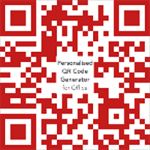 Personalised
QR Code
Generator
for Office